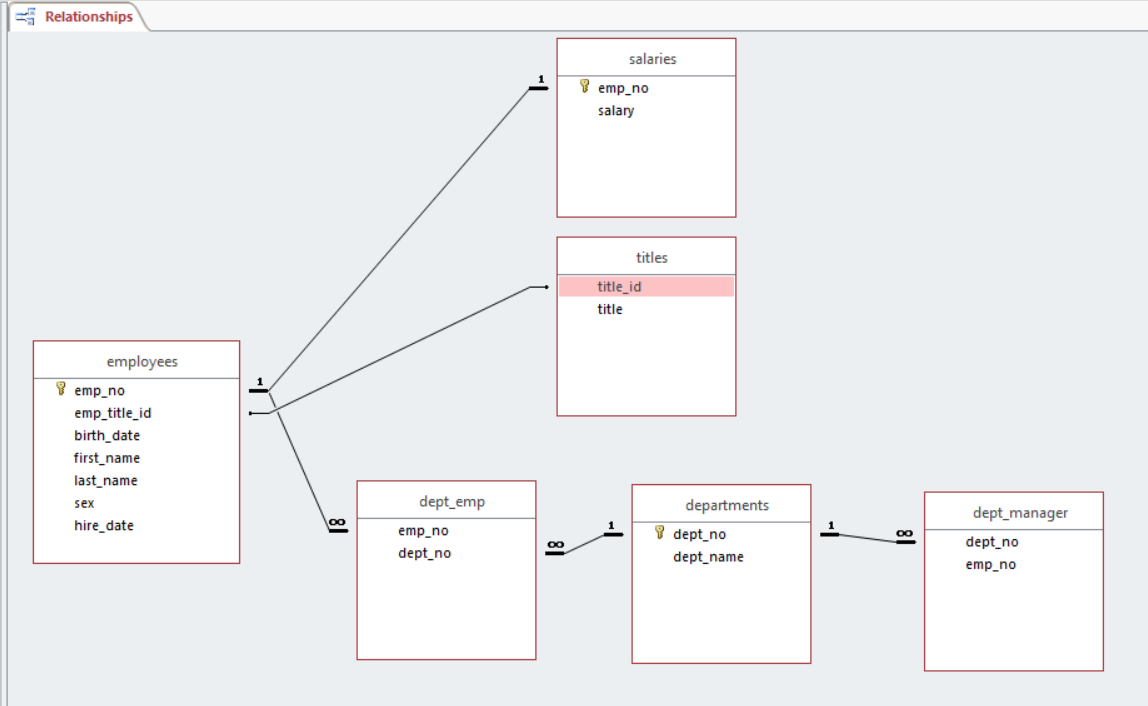 Relationships
salaries
1
emp_no
salary
titles
title_id
title
employees
1
emp_no
emp_title_id
birth_date
first_name
last_name
sex
hire_date
dept_emp
∞
emp_no
dept_no
∞
1
departments
dept_no
dept_name
1
∞
dept_manager
dept_no
emp_no